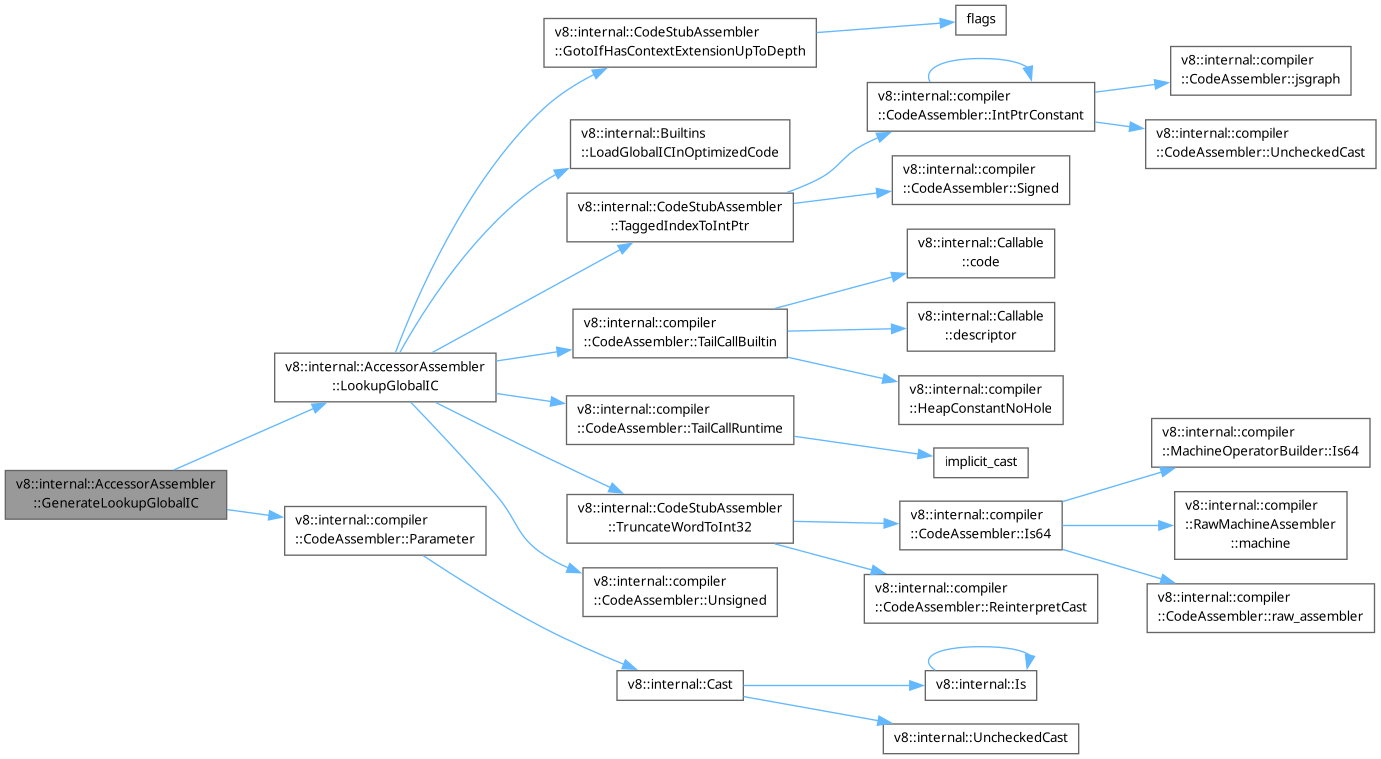 v8::internal::AccessorAssembler
::GenerateLookupGlobalIC
v8::internal::AccessorAssembler
::LookupGlobalIC
v8::internal::compiler
::CodeAssembler::Parameter
v8::internal::CodeStubAssembler
::GotoIfHasContextExtensionUpToDepth
v8::internal::Builtins
::LoadGlobalICInOptimizedCode
v8::internal::CodeStubAssembler
::TaggedIndexToIntPtr
v8::internal::compiler
::CodeAssembler::TailCallBuiltin
v8::internal::compiler
::CodeAssembler::TailCallRuntime
v8::internal::CodeStubAssembler
::TruncateWordToInt32
v8::internal::compiler
::CodeAssembler::Unsigned
v8::internal::Cast
flags
v8::internal::compiler
::CodeAssembler::IntPtrConstant
v8::internal::compiler
::CodeAssembler::Signed
v8::internal::Callable
::code
v8::internal::Callable
::descriptor
v8::internal::compiler
::HeapConstantNoHole
implicit_cast
v8::internal::compiler
::CodeAssembler::Is64
v8::internal::compiler
::CodeAssembler::ReinterpretCast
v8::internal::Is
v8::internal::UncheckedCast
v8::internal::compiler
::CodeAssembler::jsgraph
v8::internal::compiler
::CodeAssembler::UncheckedCast
v8::internal::compiler
::MachineOperatorBuilder::Is64
v8::internal::compiler
::RawMachineAssembler
::machine
v8::internal::compiler
::CodeAssembler::raw_assembler